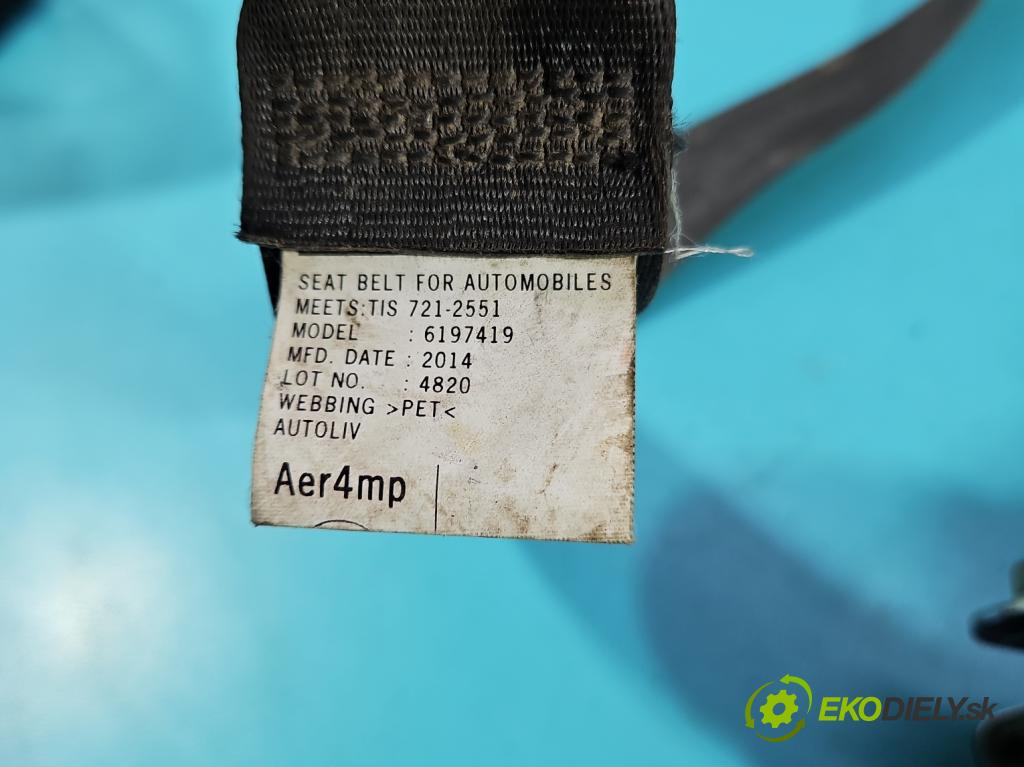 SEAT BELT FOR AUTOMOBILES
MEETS:TIS 721-2551
MODEL : 6197419
MFD. DATE : 2014
LOT NO. : 4820
WEBBING >PET<
AUTOLIV
Aer4mp
EKODIELY.sk